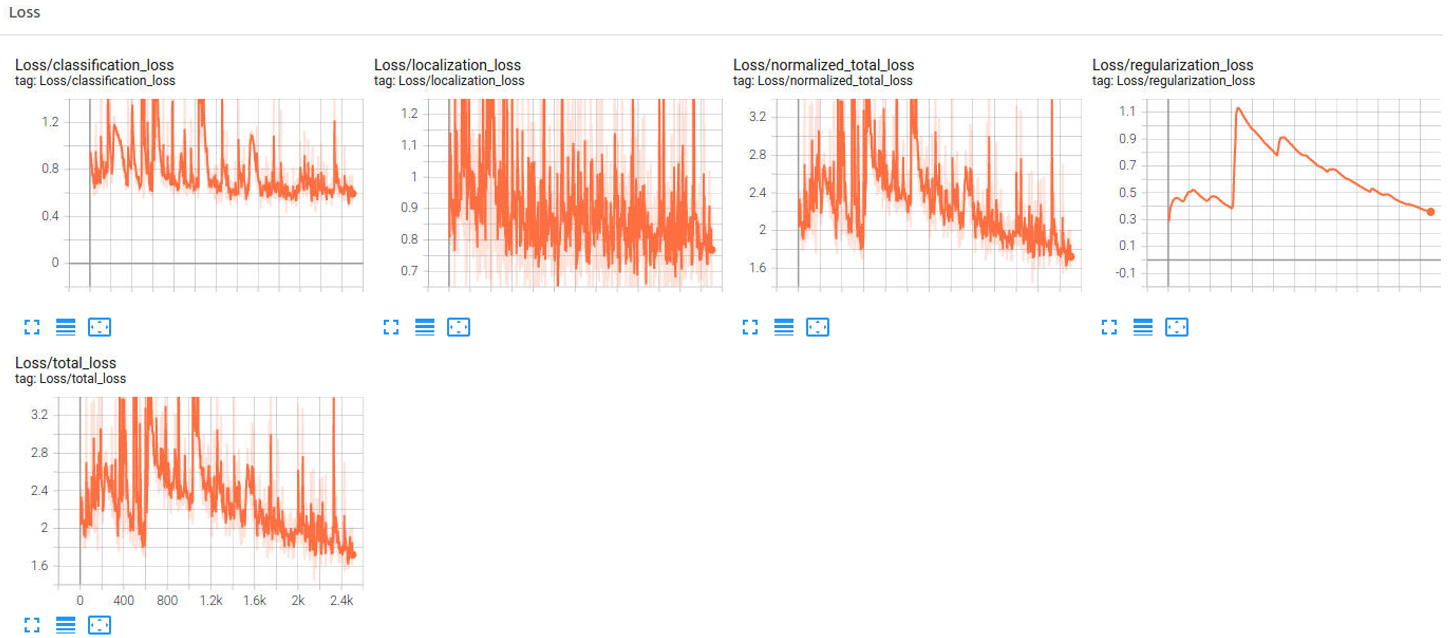 Loss
Loss/classification_loss
tag: Loss/classification_loss
1.2
0.8
0.4
0
Loss/localization_loss
tag: Loss/localization_loss
1.2
1.1
1
0.9
0.8
0.7
Loss/normalized_total_loss
tag: Loss/normalized_total_loss
3.2
2.8
2.4
2
1.6
Loss/regularization_loss
tag: Loss/regularization_loss
1.1
0.9
0.7
0.5
0.3
0.1
-0.1
Loss/total_loss
tag: Loss/total_loss
3.2
2.8
2.4
2
1.6
0 400 800 1.2k 1.6k 2k 2.4k